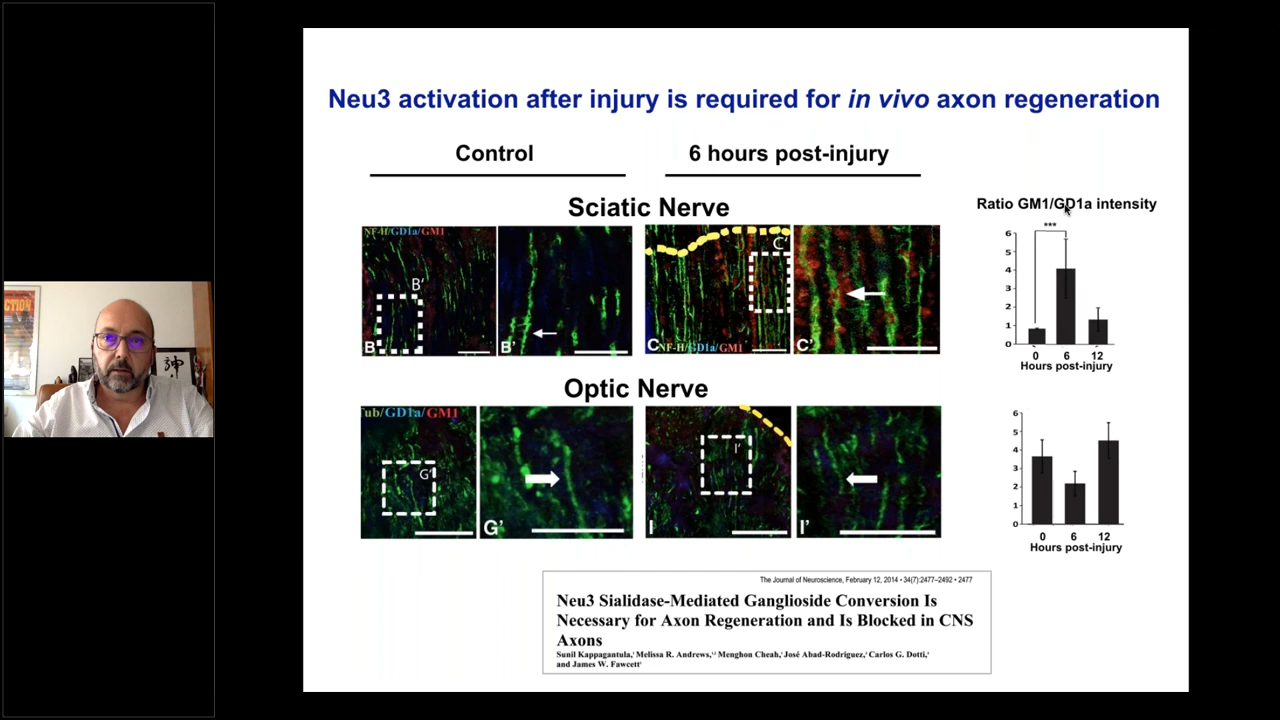 Neu3 activation after injury is required for in vivo axon regeneration
Control
6 hours post-injury
Sciatic Nerve
Ratio GM1/GD1a intensity
NF-H/GD1a/GM1
B'
B
B'
C'
C
NF-H/GD1a/GM1
C'
6
5
4
3
2
1
0
***
0 6 12
Hours post-injury
Optic Nerve
Tub/GD1a/GM1
G'
G'
I'
I
I'
6
5
4
3
2
1
0
0 6 12
Hours post-injury
The Journal of Neuroscience, February 12, 2014 • 34(7):2477–2492 • 2477
Neu3 Sialidase-Mediated Ganglioside Conversion Is
Necessary for Axon Regeneration and Is Blocked in CNS
Axons
Sunil Kappagantula, Melissa R. Andrews, Menghon Cheah, José Abad-Rodriguez, Carlos G. Dotti,
and James W. Fawcett